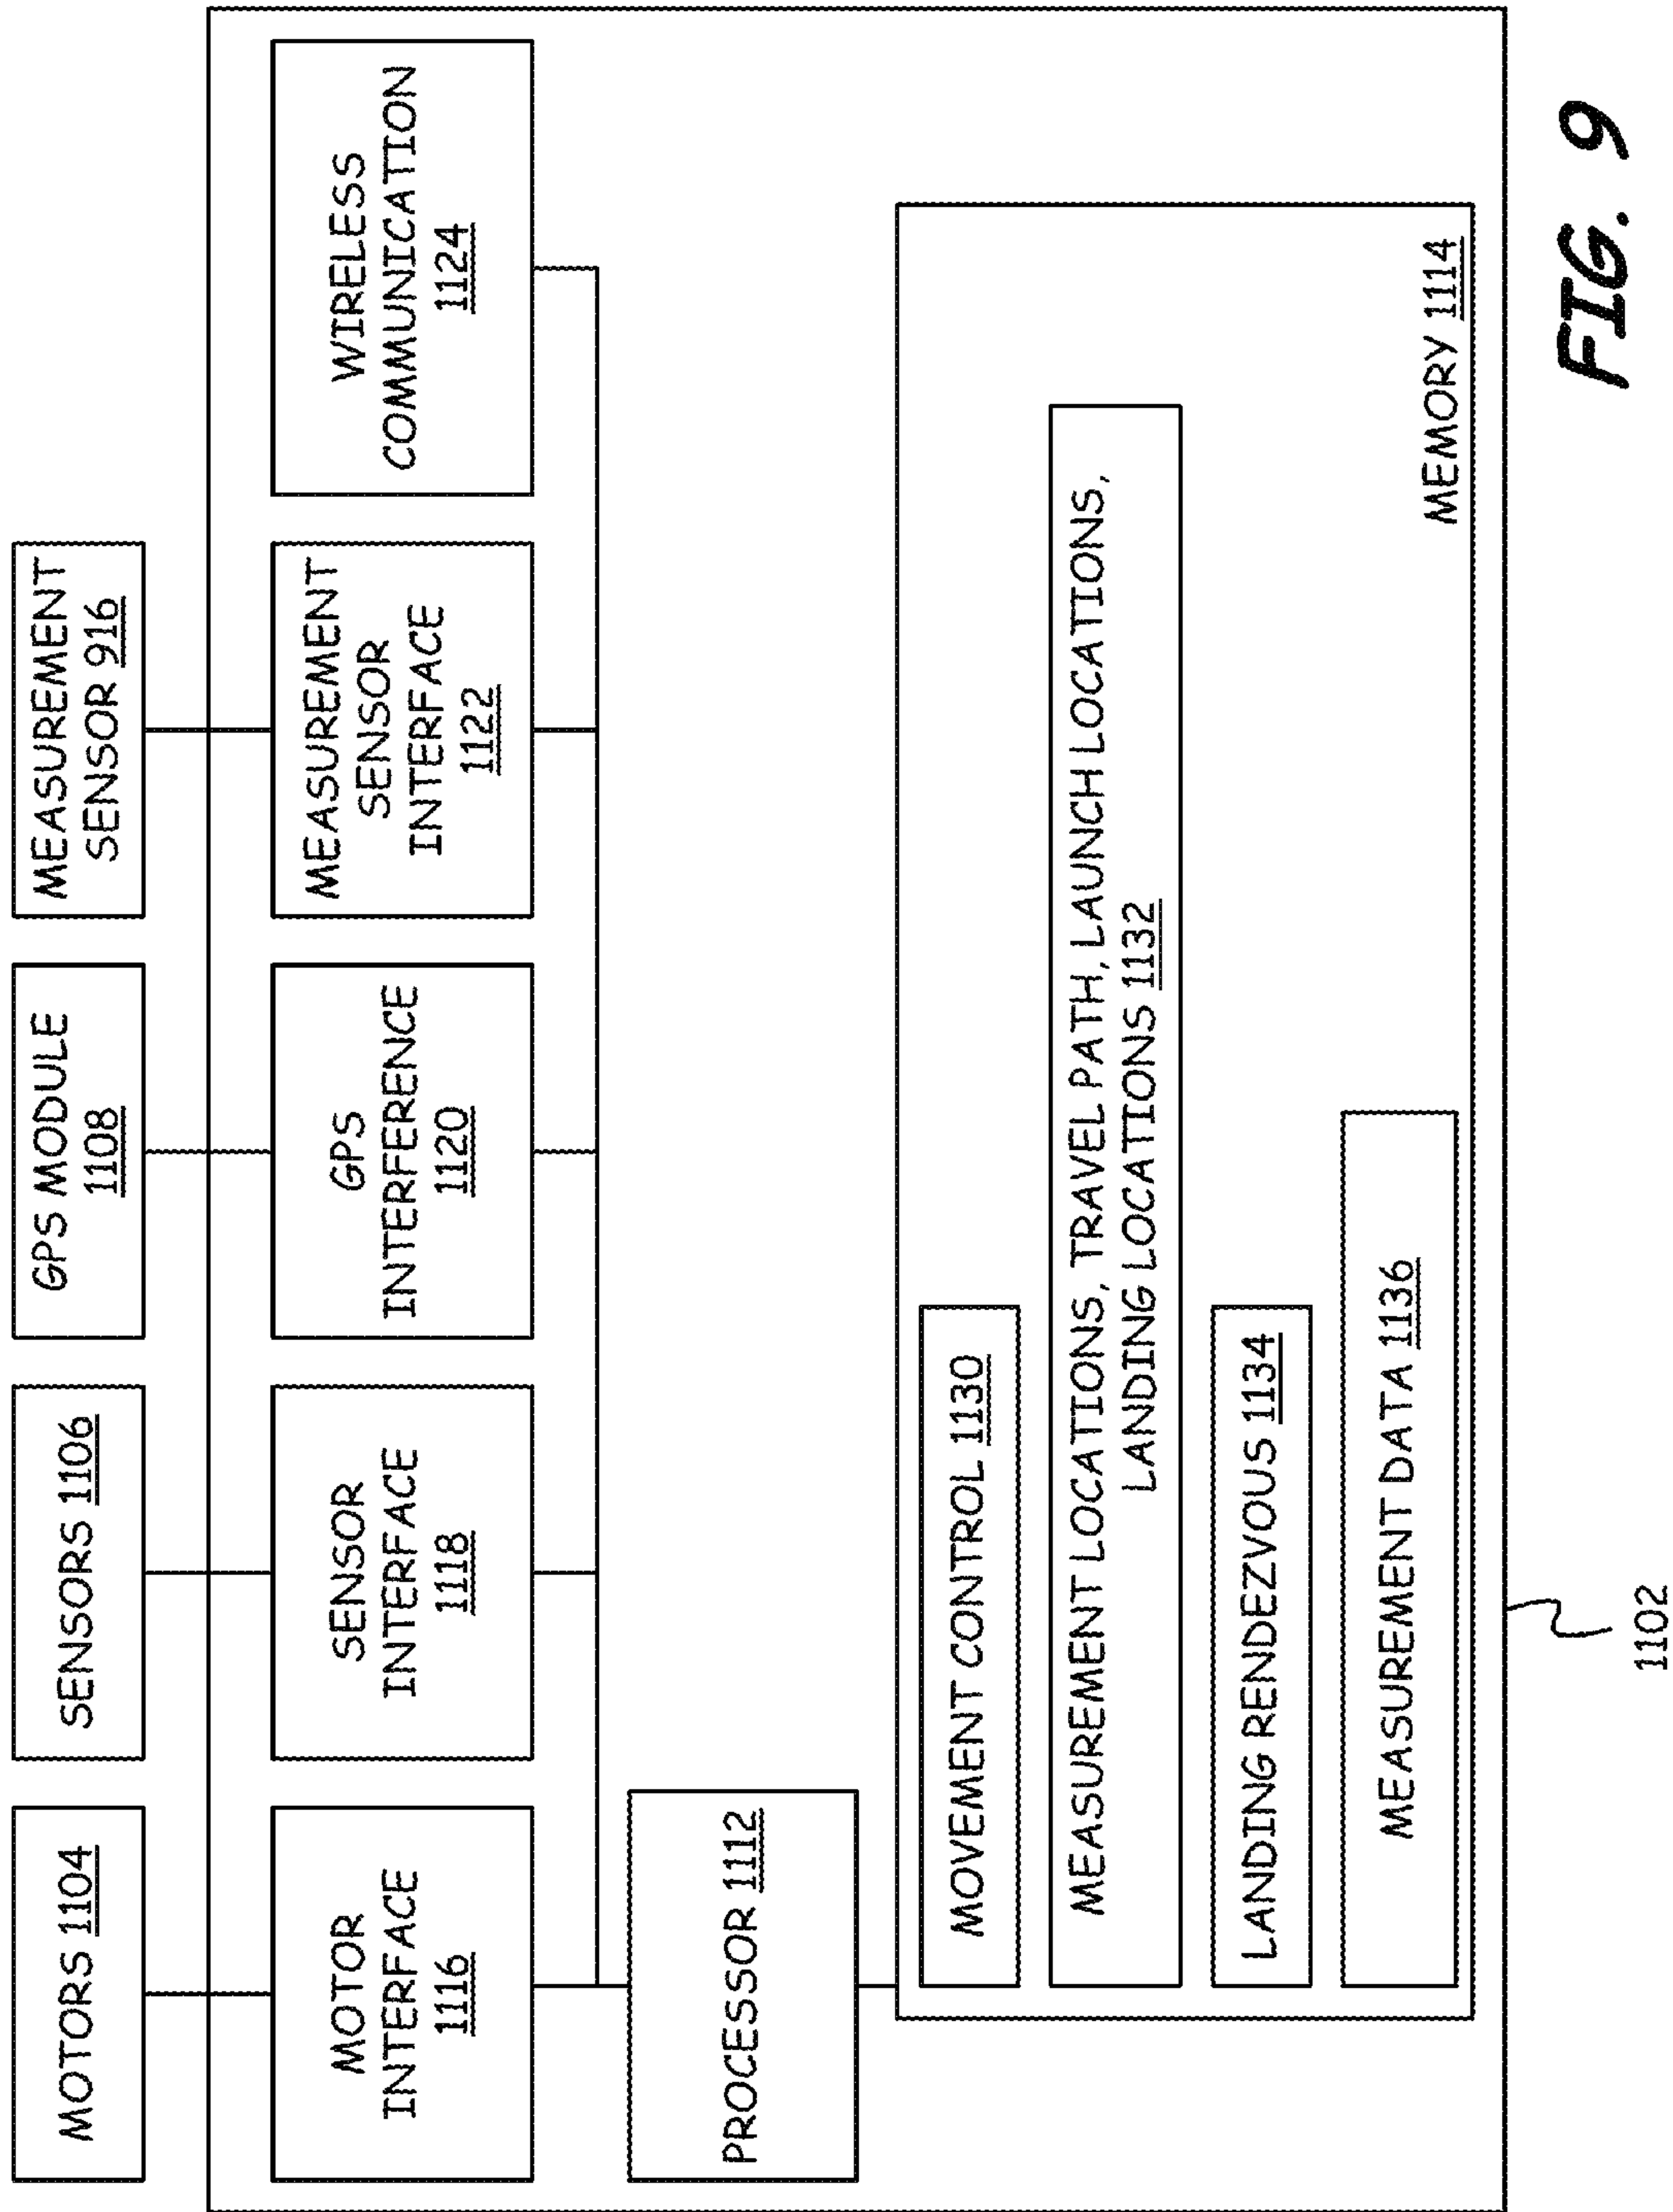 MOTORS 1104
SENSORS 1106
GPS MODULE
1108
MEASUREMENT
SENSOR 916
MOTOR
INTERFACE
1116
SENSOR
INTERFACE
1118
GPS
INTERFERENCE
1120
MEASUREMENT
SENSOR
INTERFACE
1122
WIRELESS
COMMUNICATION
1124
PROCESSOR 1112
MOVEMENT CONTROL 1130
MEASUREMENT LOCATIONS, TRAVEL PATH, LAUNCH LOCATIONS,
LANDING LOCATIONS 1132
LANDING RENDEZVOUS 1134
MEASUREMENT DATA 1136
MEMORY 1114
1102
FIG. 9